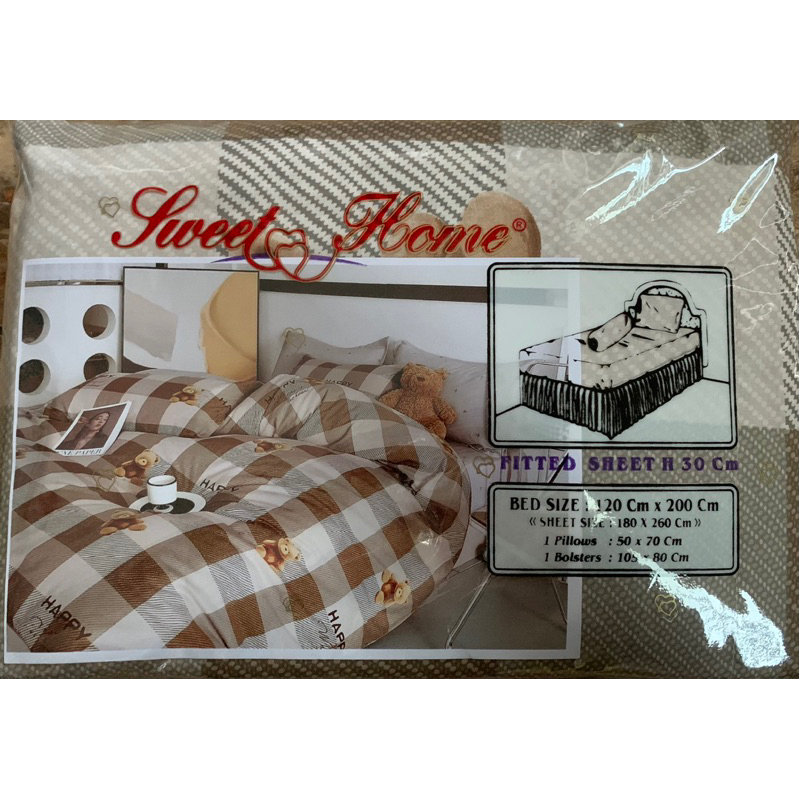 Sweet Home®
HAPPY
HAPPY
HAPPY
HAPPY
FITTED SHEET H 30 Cm
BED SIZE : 120 Cm x 200 Cm
« SHEET SIZE : 180 X 260 Cm »
1 Pillows : 50 x 70 Cm
1 Bolsters : 105 x 80 Cm